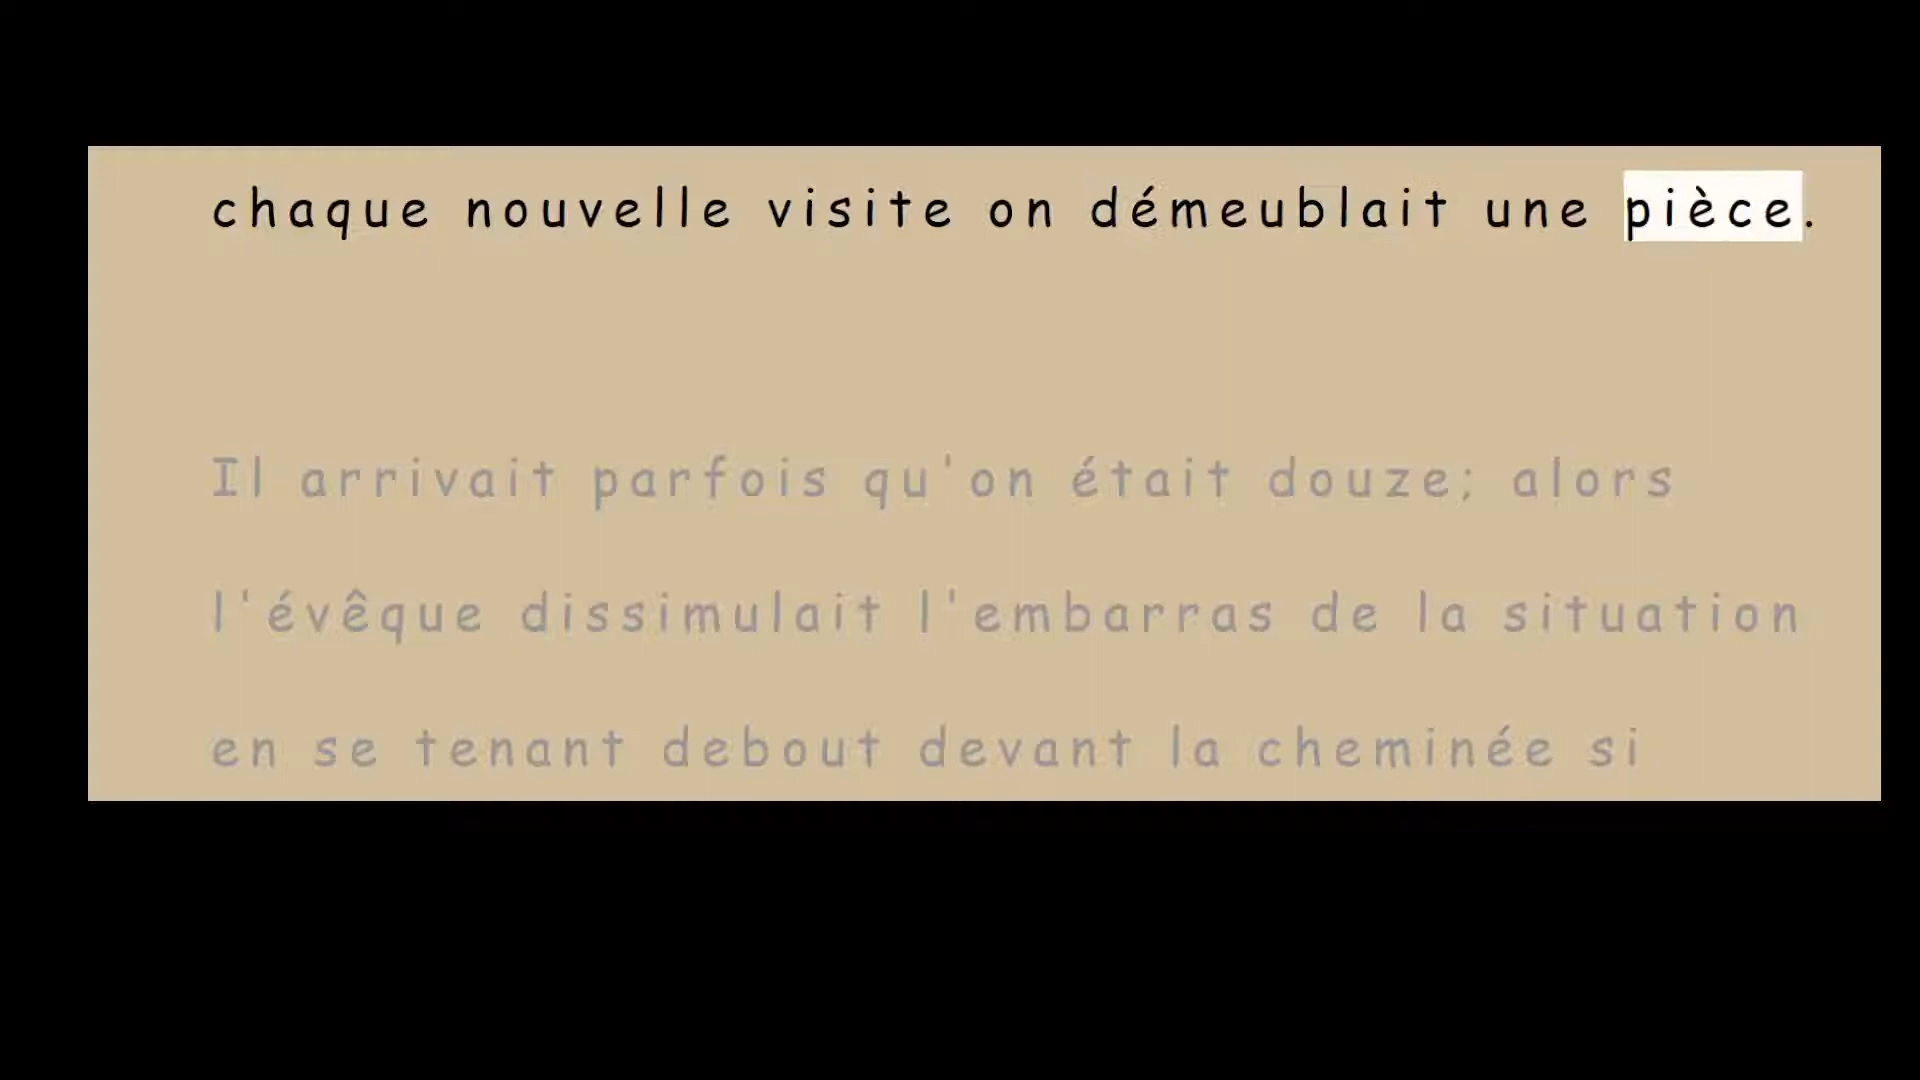 chaque nouvelle visite on démeublait une pièce.
Il arrivait parfois qu'on était douze; alors
l'évêque dissimulait l'embarras de la situation
en se tenant debout devant la cheminée si